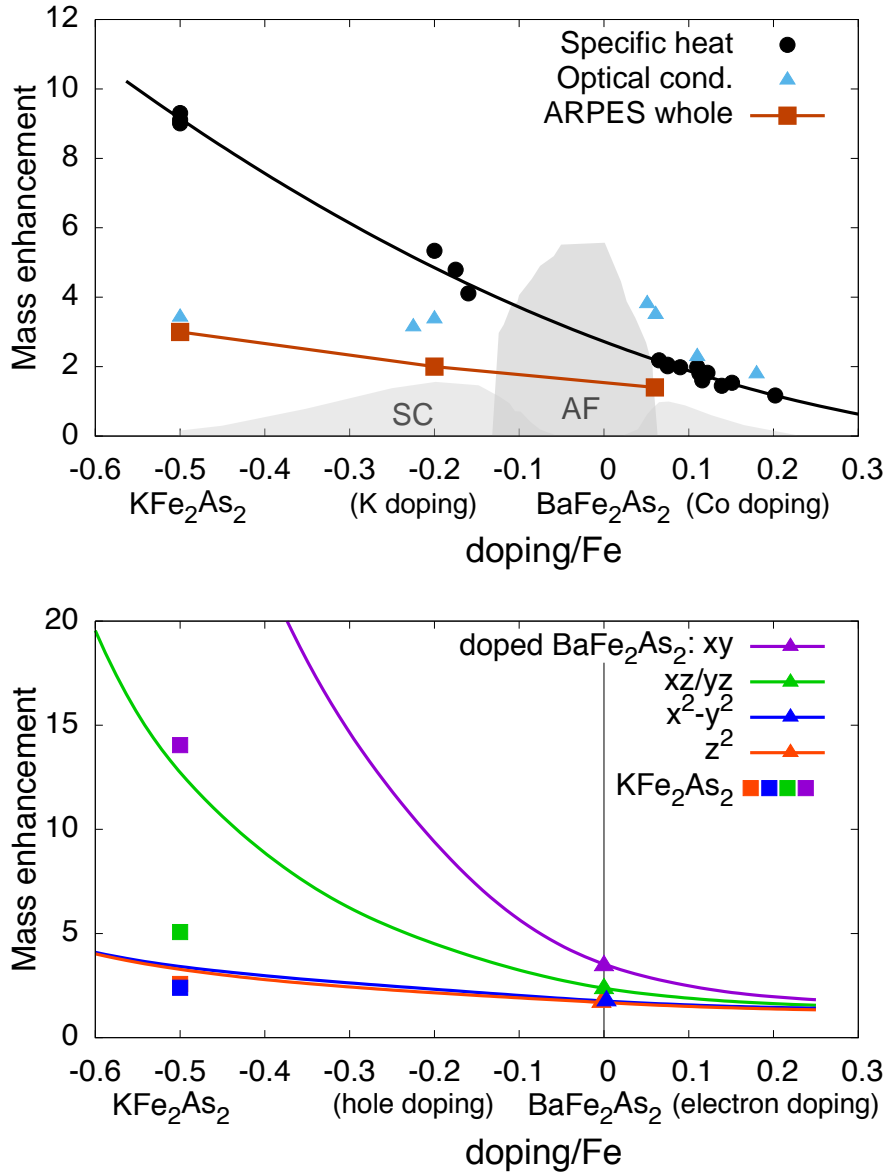 12
10
8
6
4
2
0
Mass enhancement
Specific heat
Optical cond.
ARPES whole
SC
AF
-0.6 -0.5 -0.4 -0.3 -0.2 -0.1 0 0.1 0.2 0.3
KFe₂As₂ (K doping) BaFe₂As₂ (Co doping)
doping/Fe
20
15
10
5
0
Mass enhancement
doped BaFe₂As₂: xy
xz/yz
x²-y²
z²
KFe₂As₂
-0.6 -0.5 -0.4 -0.3 -0.2 -0.1 0 0.1 0.2 0.3
KFe₂As₂ (hole doping) BaFe₂As₂ (electron doping)
doping/Fe